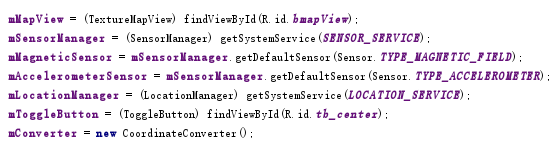 mMapView = (TextureMapView) findViewById(R.id.bmapView);
mSensorManager = (SensorManager) getSystemService(SENSOR_SERVICE);
mMagneticSensor = mSensorManager.getDefaultSensor(Sensor.TYPE_MAGNETIC_FIELD);
mAccelerometerSensor = mSensorManager.getDefaultSensor(Sensor.TYPE_ACCELEROMETER);
mLocationManager = (LocationManager) getSystemService(LOCATION_SERVICE);
mToggleButton = (ToggleButton) findViewById(R.id.tb_center);
mConverter = new CoordinateConverter();